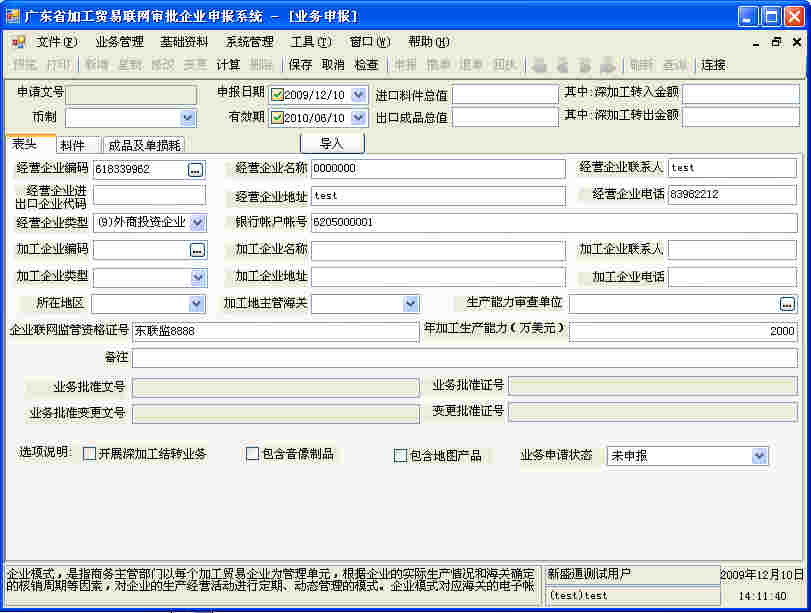 广东省加工贸易联网审批企业申报系统 - [业务申报]
文件(F) 业务管理 基础资料 系统管理 工具(T) 窗口(W) 帮助(H)
预览 打印 新增 复制 修改 变更 计算 删除 保存 取消 检查 申报 撤单 退单 回执 刷新 查询 连接
申请文号 申报日期 2009/12/10 进口料件总值 其中:深加工转入金额
币制 有效期 2010/06/10 出口成品总值 其中:深加工转出金额
表头 料件 成品及单损耗 导入
经营企业编码 618339962 ... 经营企业名称 0000000 经营企业联系人 test
经营企业进
出口企业代码 经营企业地址 test 经营企业电话 83982212
经营企业类型 (9)外商投资企业 银行帐户帐号 6205000001
加工企业编码 ... 加工企业名称 加工企业联系人
加工企业类型 加工企业地址 加工企业电话
所在地区 加工地主管海关 生产能力审查单位 ...
企业联网监管资格证号 东联监8888 年加工生产能力(万美元) 2000
备注
业务批准文号 业务批准证号
业务批准变更文号 变更批准证号
选项说明: 开展深加工结转业务 包含音像制品 包含地图产品 业务申请状态 未申报
企业模式，是指商务主管部门以每个加工贸易企业为管理单元，根据企业的实际生产情况和海关确定
的核销周期等因素，对企业的生产经营活动进行定期、动态管理的模式。企业模式对应海关的电子帐
新盛通测试用户 2009年12月10日
(test)test 14:11:40